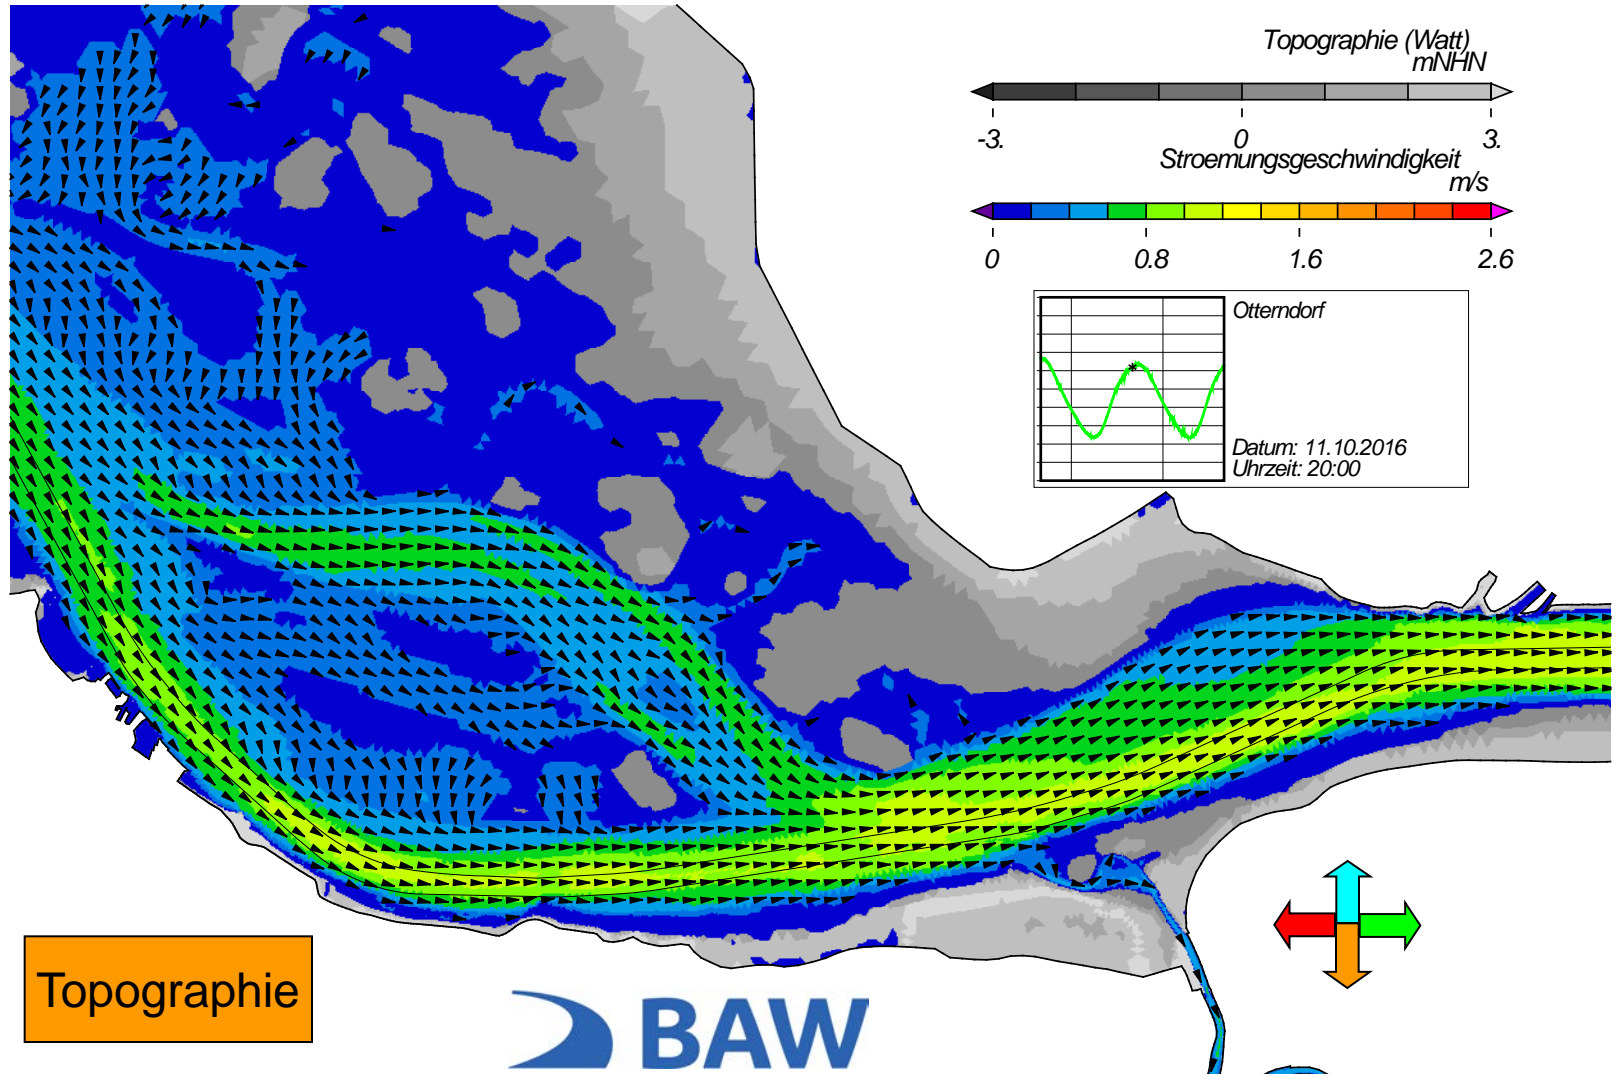 Topographie (Watt)
mNHN
-3. 0 3.
Stroemungsgeschwindigkeit
m/s
0 0.8 1.6 2.6
Otterndorf
Datum: 11.10.2016
Uhrzeit: 20:00
Topographie
BAW